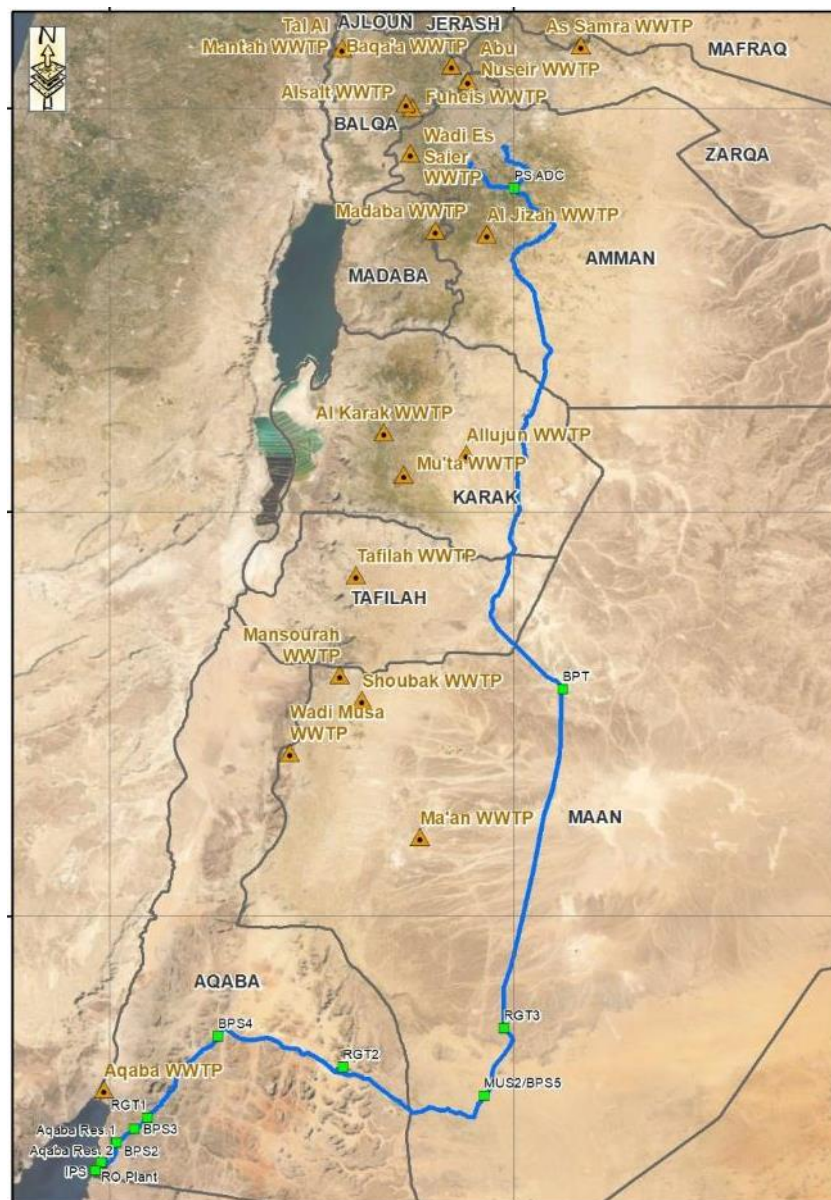 N
Tal Al
Mantah WWTP
AJLOUN
JERASH
Baqa'a WWTP
Abu
Nuseir WWTP
As Samra WWTP
MAFRAQ
Alsalt WWTP
Fuheis WWTP
BALQA
Wadi Es
Saier
WWTP
ZARQA
PS ADC
Madaba WWTP
Al Jizah WWTP
AMMAN
MADABA
Al Karak WWTP
Allujun WWTP
Mu'ta WWTP
KARAK
Tafilah WWTP
TAFILAH
Mansourah
WWTP
Shoubak WWTP
BPT
Wadi Musa
WWTP
Ma'an WWTP
MAAN
AQABA
BPS4
RGT3
RGT2
Aqaba WWTP
MUS2/BPS5
RGT1
Aqaba Res.1
BPS3
Aqaba Res. 2
BPS2
IPS
RO Plant